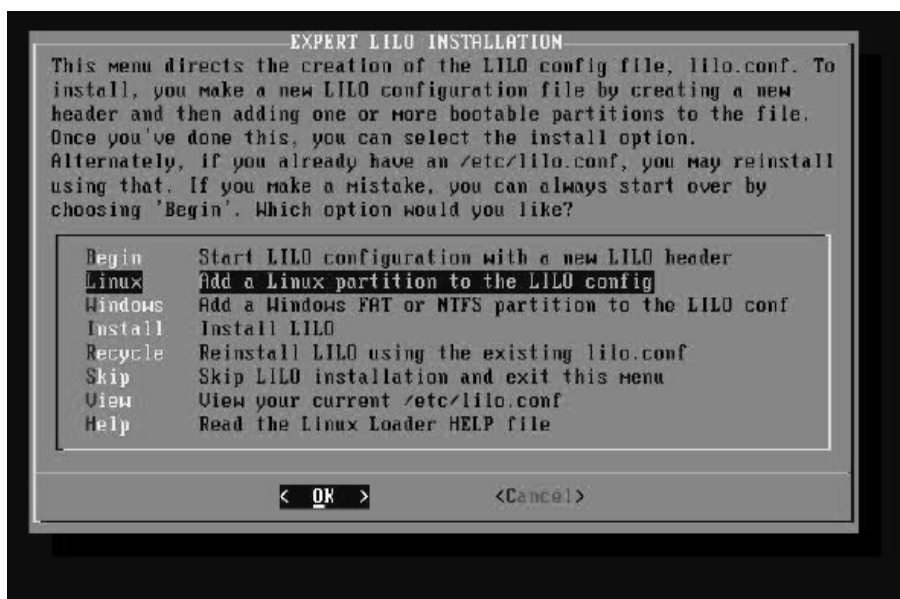 EXPERT LILO INSTALLATION
This menu directs the creation of the LILO config file, lilo.conf. To
install, you make a new LILO configuration file by creating a new
header and then adding one or more bootable partitions to the file.
Once you've done this, you can select the install option.
Alternately, if you already have an /etc/lilo.conf, you may reinstall
using that. If you make a mistake, you can always start over by
choosing 'Begin'. Which option would you like?
Begin Start LILO configuration with a new LILO header
Linux Add a Linux partition to the LILO config
Windows Add a Windows FAT or NTFS partition to the LILO conf
Install Install LILO
Recycle Reinstall LILO using the existing lilo.conf
Skip Skip LILO installation and exit this menu
View View your current /etc/lilo.conf
Help Read the Linux Loader HELP file
< OK > <Cancel>